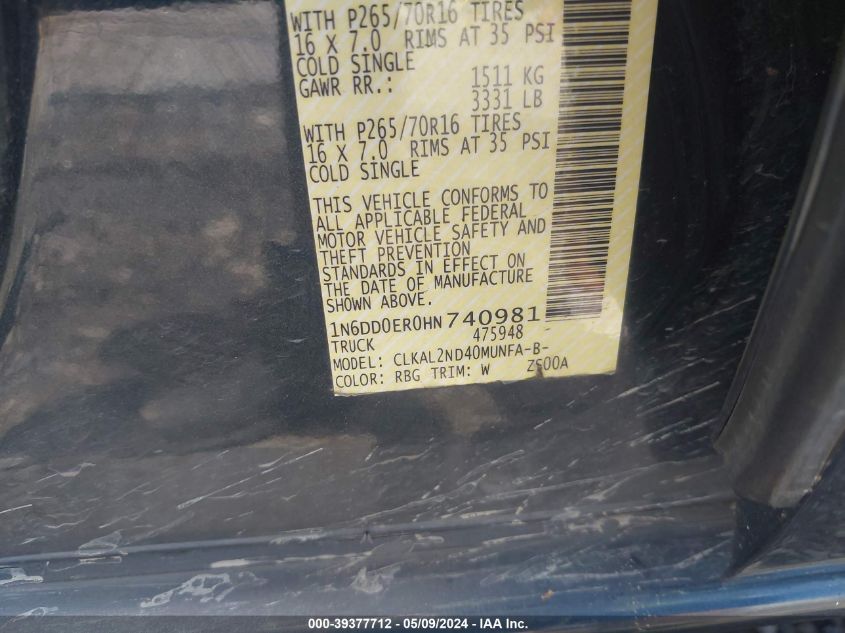 WITH P265/70R16 TIRES
16 X 7.0 RIMS AT 35 PSI
COLD SINGLE
GAWR RR.: 1511 KG
3331 LB
WITH P265/70R16 TIRES
16 X 7.0 RIMS AT 35 PSI
COLD SINGLE
THIS VEHICLE CONFORMS TO
ALL APPLICABLE FEDERAL
MOTOR VEHICLE SAFETY AND
THEFT PREVENTION
STANDARDS IN EFFECT ON
THE DATE OF MANUFACTURE
SHOWN ABOVE.
1N6DD0ER0HN740981
TRUCK 475948 -
MODEL: CLKAL2ND40MUNFA-B-
COLOR: RBG TRIM: W ZS00A
000-39377712 - 05/09/2024 - IAA Inc.